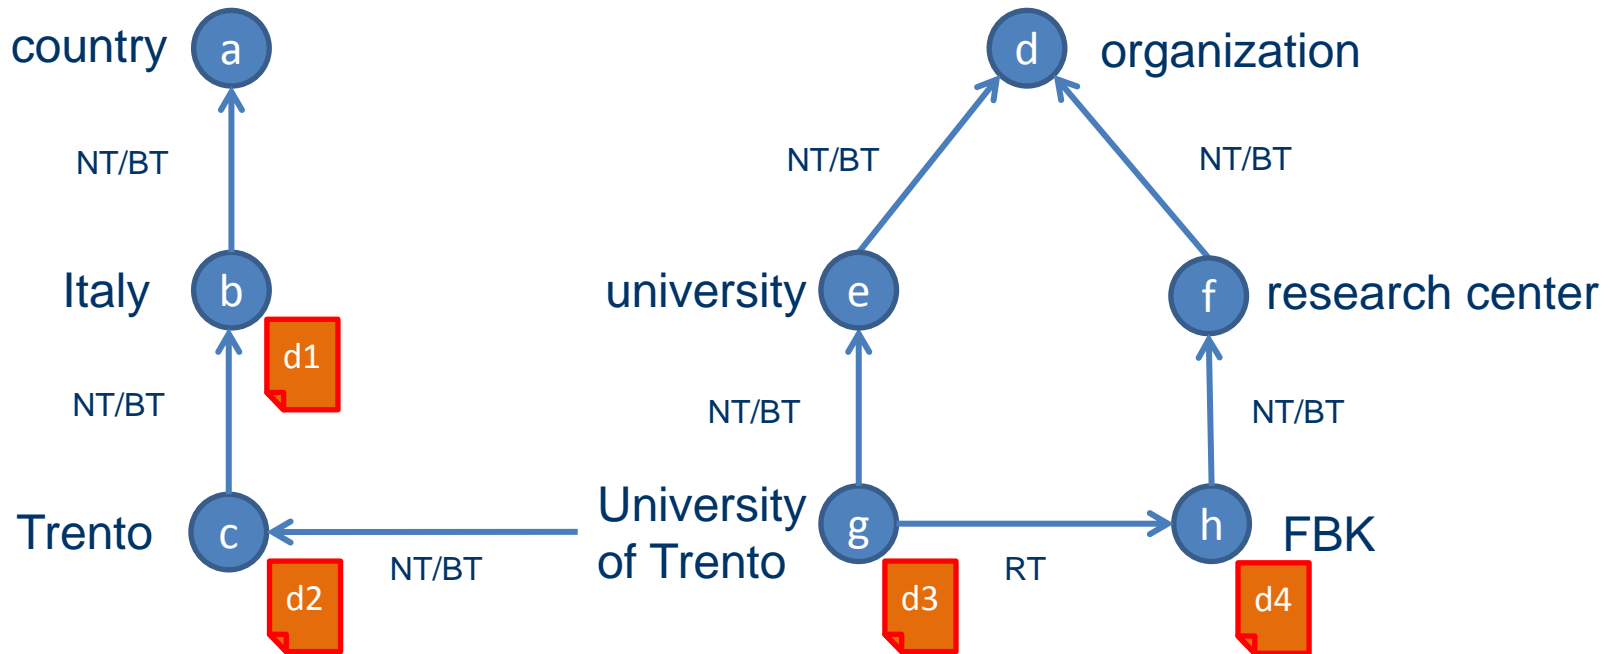 country
a
d
organization
NT/BT
NT/BT
NT/BT
Italy
b
university
e
f
research center
d1
NT/BT
NT/BT
NT/BT
University
of Trento
Trento
c
g
h
FBK
NT/BT
RT
d2
d3
d4